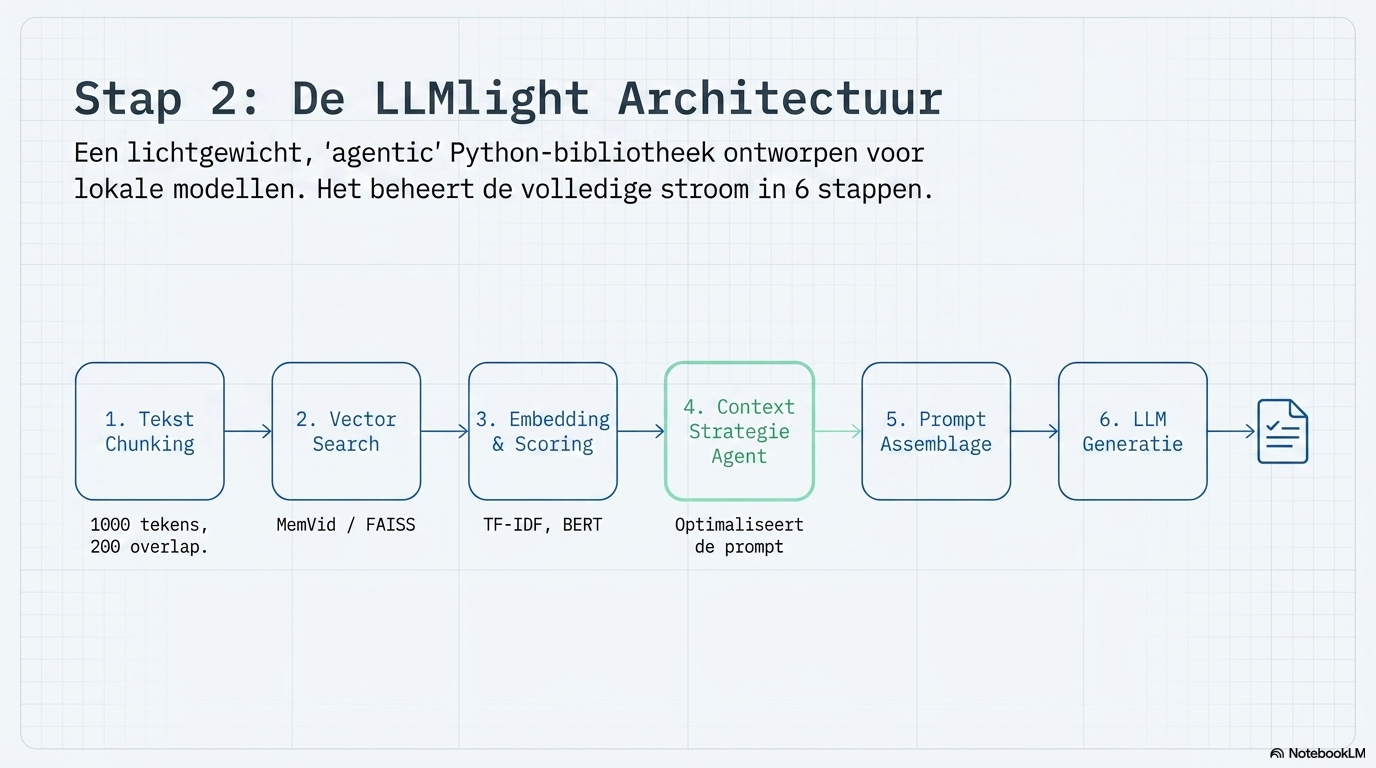 Stap 2: De LLMlight Architectuur
Een lichtgewicht, 'agentic' Python-bibliotheek ontworpen voor
lokale modellen. Het beheert de volledige stroom in 6 stappen.
1. Tekst
Chunking
1000 tekens,
200 overlap.
2. Vector
Search
MemVid / FAISS
3. Embedding
& Scoring
TF-IDF, BERT
4. Context
Strategie
Agent
Optimaliseert
de prompt
5. Prompt
Assemblage
6. LLM
Generatie
NotebookLM